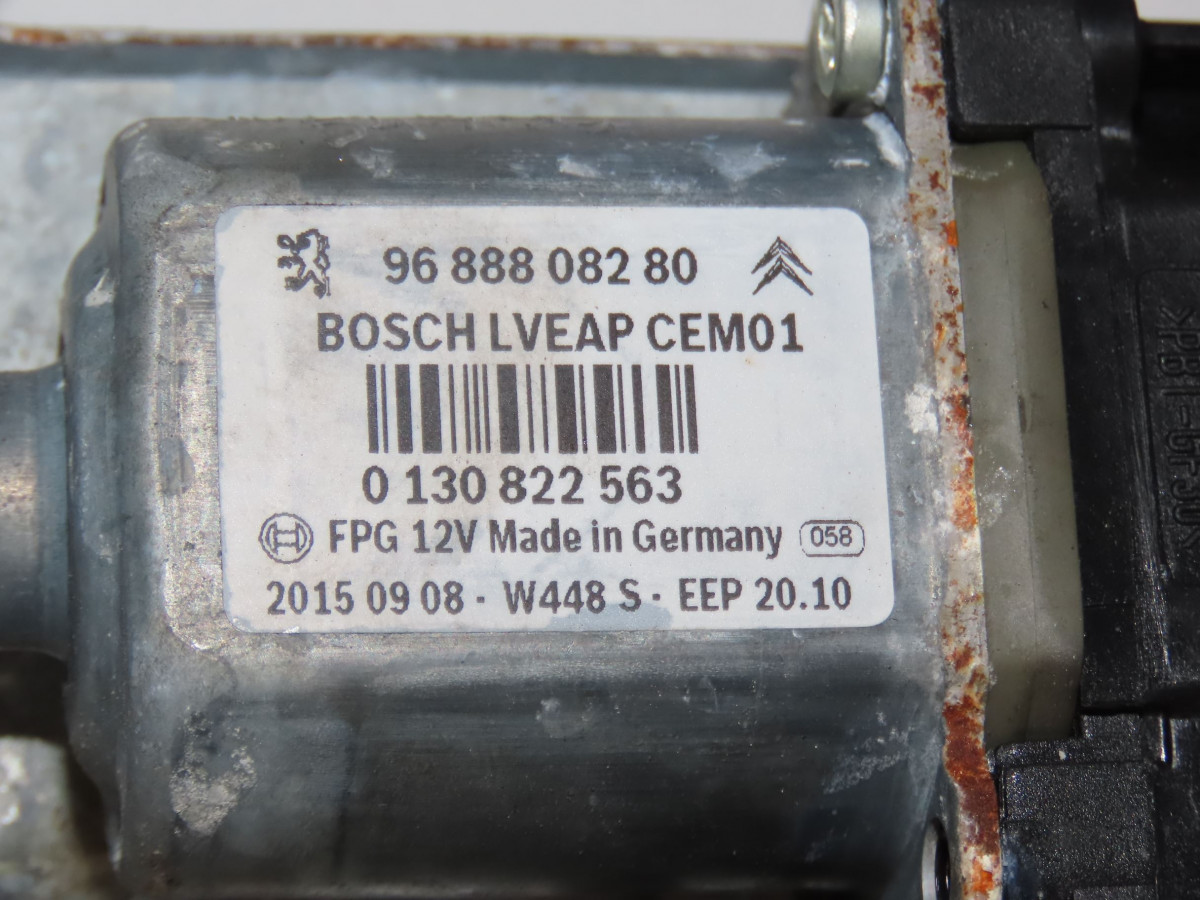 96 888 082 80
BOSCH LVEAP CEM01
0 130 822 563
FPG 12V Made in Germany 058
2015 09 08 - W448 S - EEP 20.10